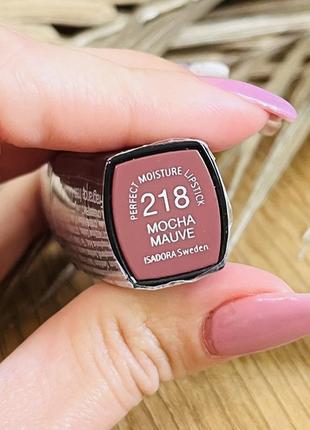 PERFECT MOISTURE LIPSTICK
218
MOCHA
MAUVE
ISADORA Sweden